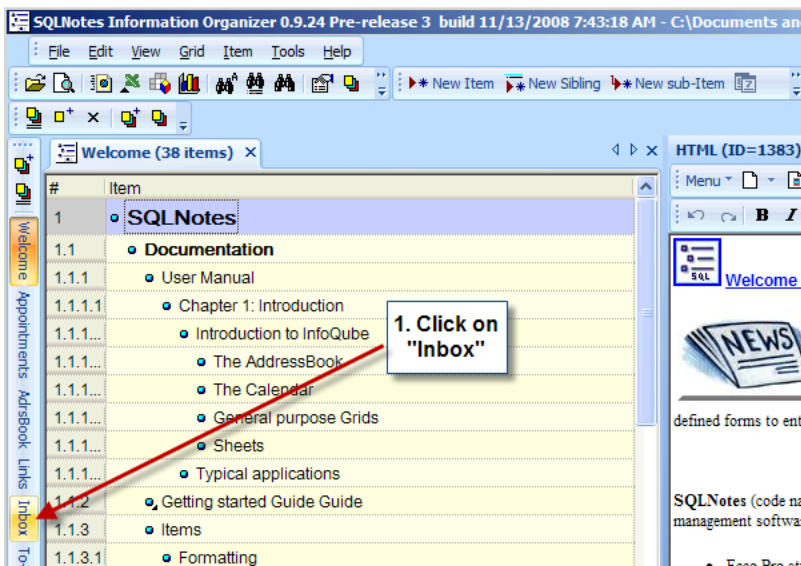 SQLNotes Information Organizer 0.9.24 Pre-release 3 build 11/13/2008 7:43:18 AM - C:\Documents an
File Edit View Grid Item Tools Help
New Item New Sibling New sub-Item
Welcome (38 items)
HTML (ID=1383)
# Item
Menu
1 SQLNotes
B I
1.1 Documentation
SQL
Welcome
1.1.1 User Manual
1.1.1.1 Chapter 1: Introduction
1. Click on
"Inbox"
1.1.1... Introduction to InfoQube
NEWS
1.1.1... The AddressBook
1.1.1... The Calendar
1.1.1... General purpose Grids
defined forms to ent
1.1.1... Sheets
1.1.1... Typical applications
1.1.2 Getting started Guide Guide
SQLNotes (code na
management softwa
1.1.3 Items
1.1.3.1 Formatting
Ecco Pro st
Welcome
Appointments
AdrsBook
Links
Inbox
To-